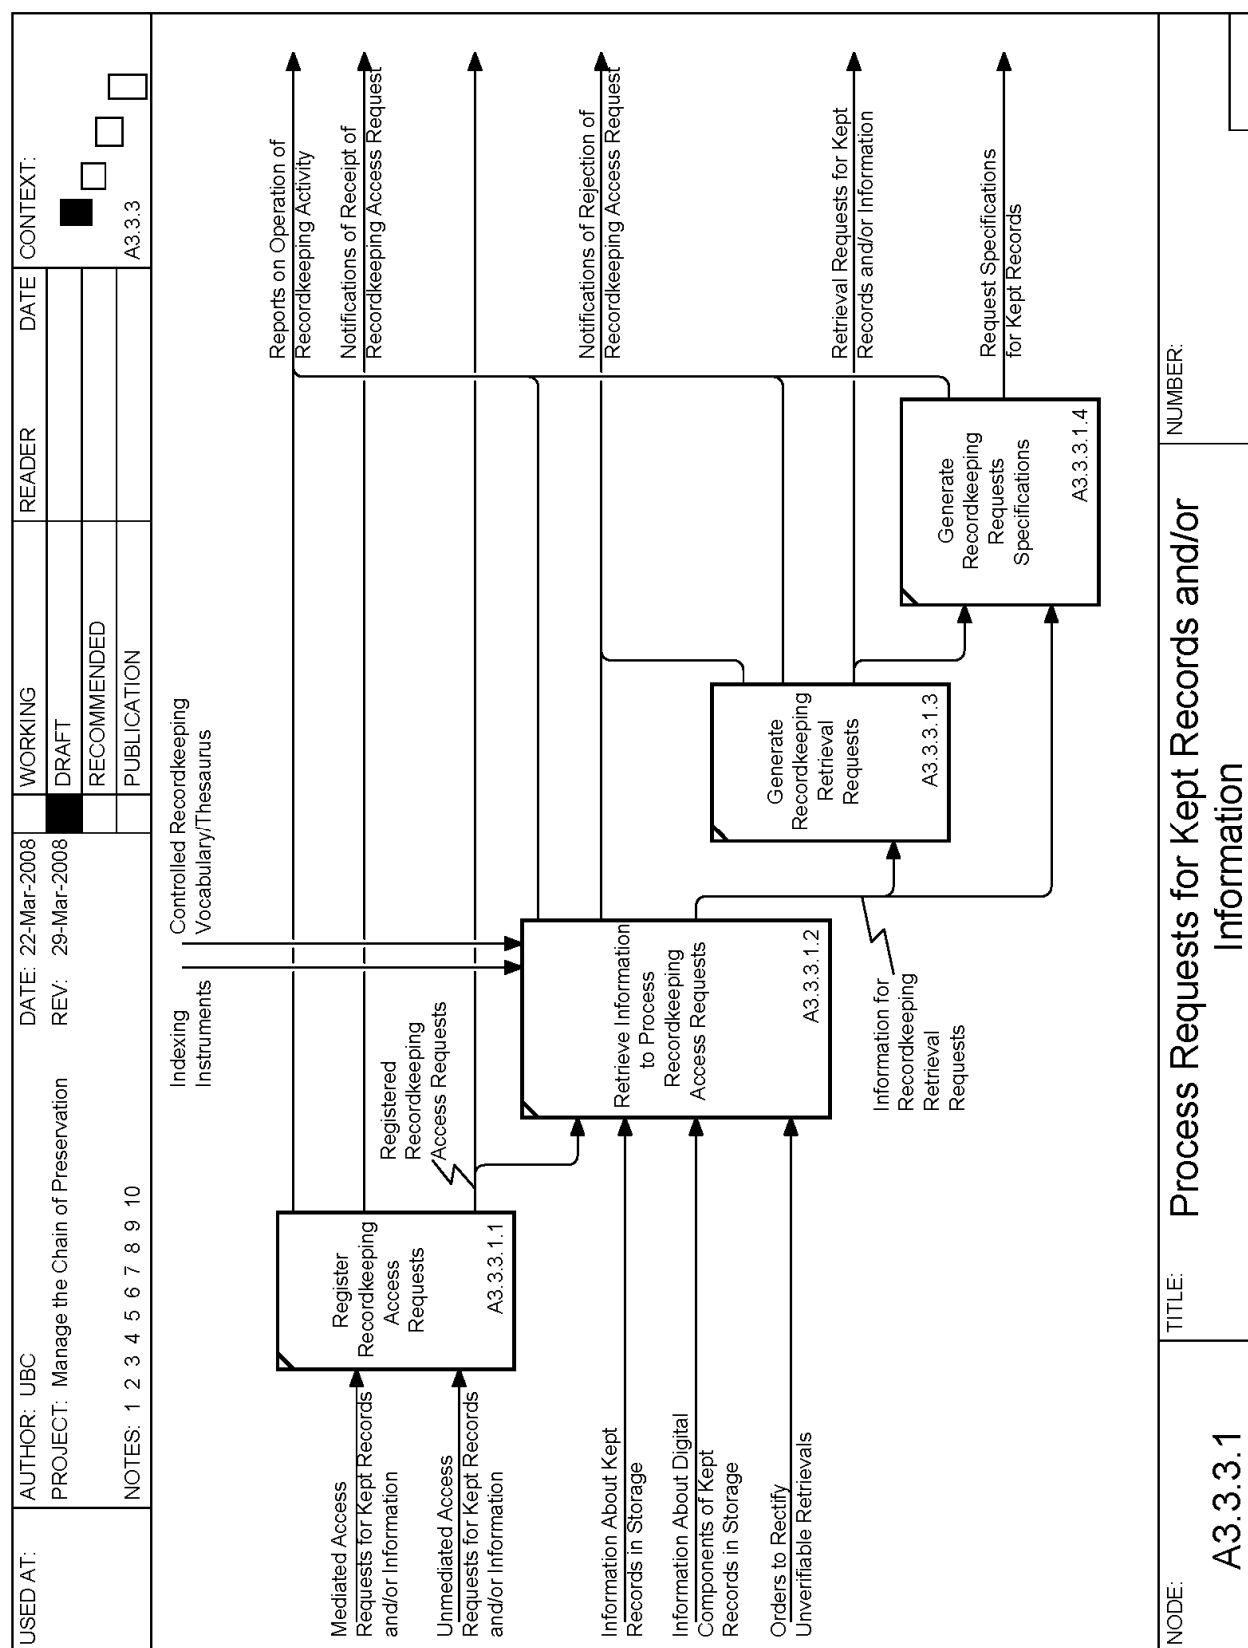 USED AT:
AUTHOR: UBC
PROJECT: Manage the Chain of Preservation
NOTES: 1 2 3 4 5 6 7 8 9 10
DATE: 22-Mar-2008
REV: 29-Mar-2008
WORKING
DRAFT
RECOMMENDED
PUBLICATION
READER
DATE
CONTEXT:
A3.3.3
Indexing
Instruments
Controlled Recordkeeping
Vocabulary/Thesaurus
Mediated Access
Requests for Kept Records
and/or Information
Unmediated Access
Requests for Kept Records
and/or Information
Information About Kept
Records in Storage
Information About Digital
Components of Kept
Records in Storage
Orders to Rectify
Unverifiable Retrievals
Register
Recordkeeping
Access
Requests
A3.3.3.1.1
Registered
Recordkeeping
Access Requests
Retrieve Information
to Process
Recordkeeping
Access Requests
A3.3.3.1.2
Information for
Recordkeeping
Retrieval
Requests
Generate
Recordkeeping
Retrieval
Requests
A3.3.3.1.3
Generate
Recordkeeping
Requests
Specifications
A3.3.3.1.4
Reports on Operation of
Recordkeeping Activity
Notifications of Receipt of
Recordkeeping Access Request
Notifications of Rejection of
Recordkeeping Access Request
Retrieval Requests for Kept
Records and/or Information
Request Specifications
for Kept Records
NODE:
A3.3.3.1
TITLE:
Process Requests for Kept Records and/or
Information
NUMBER: